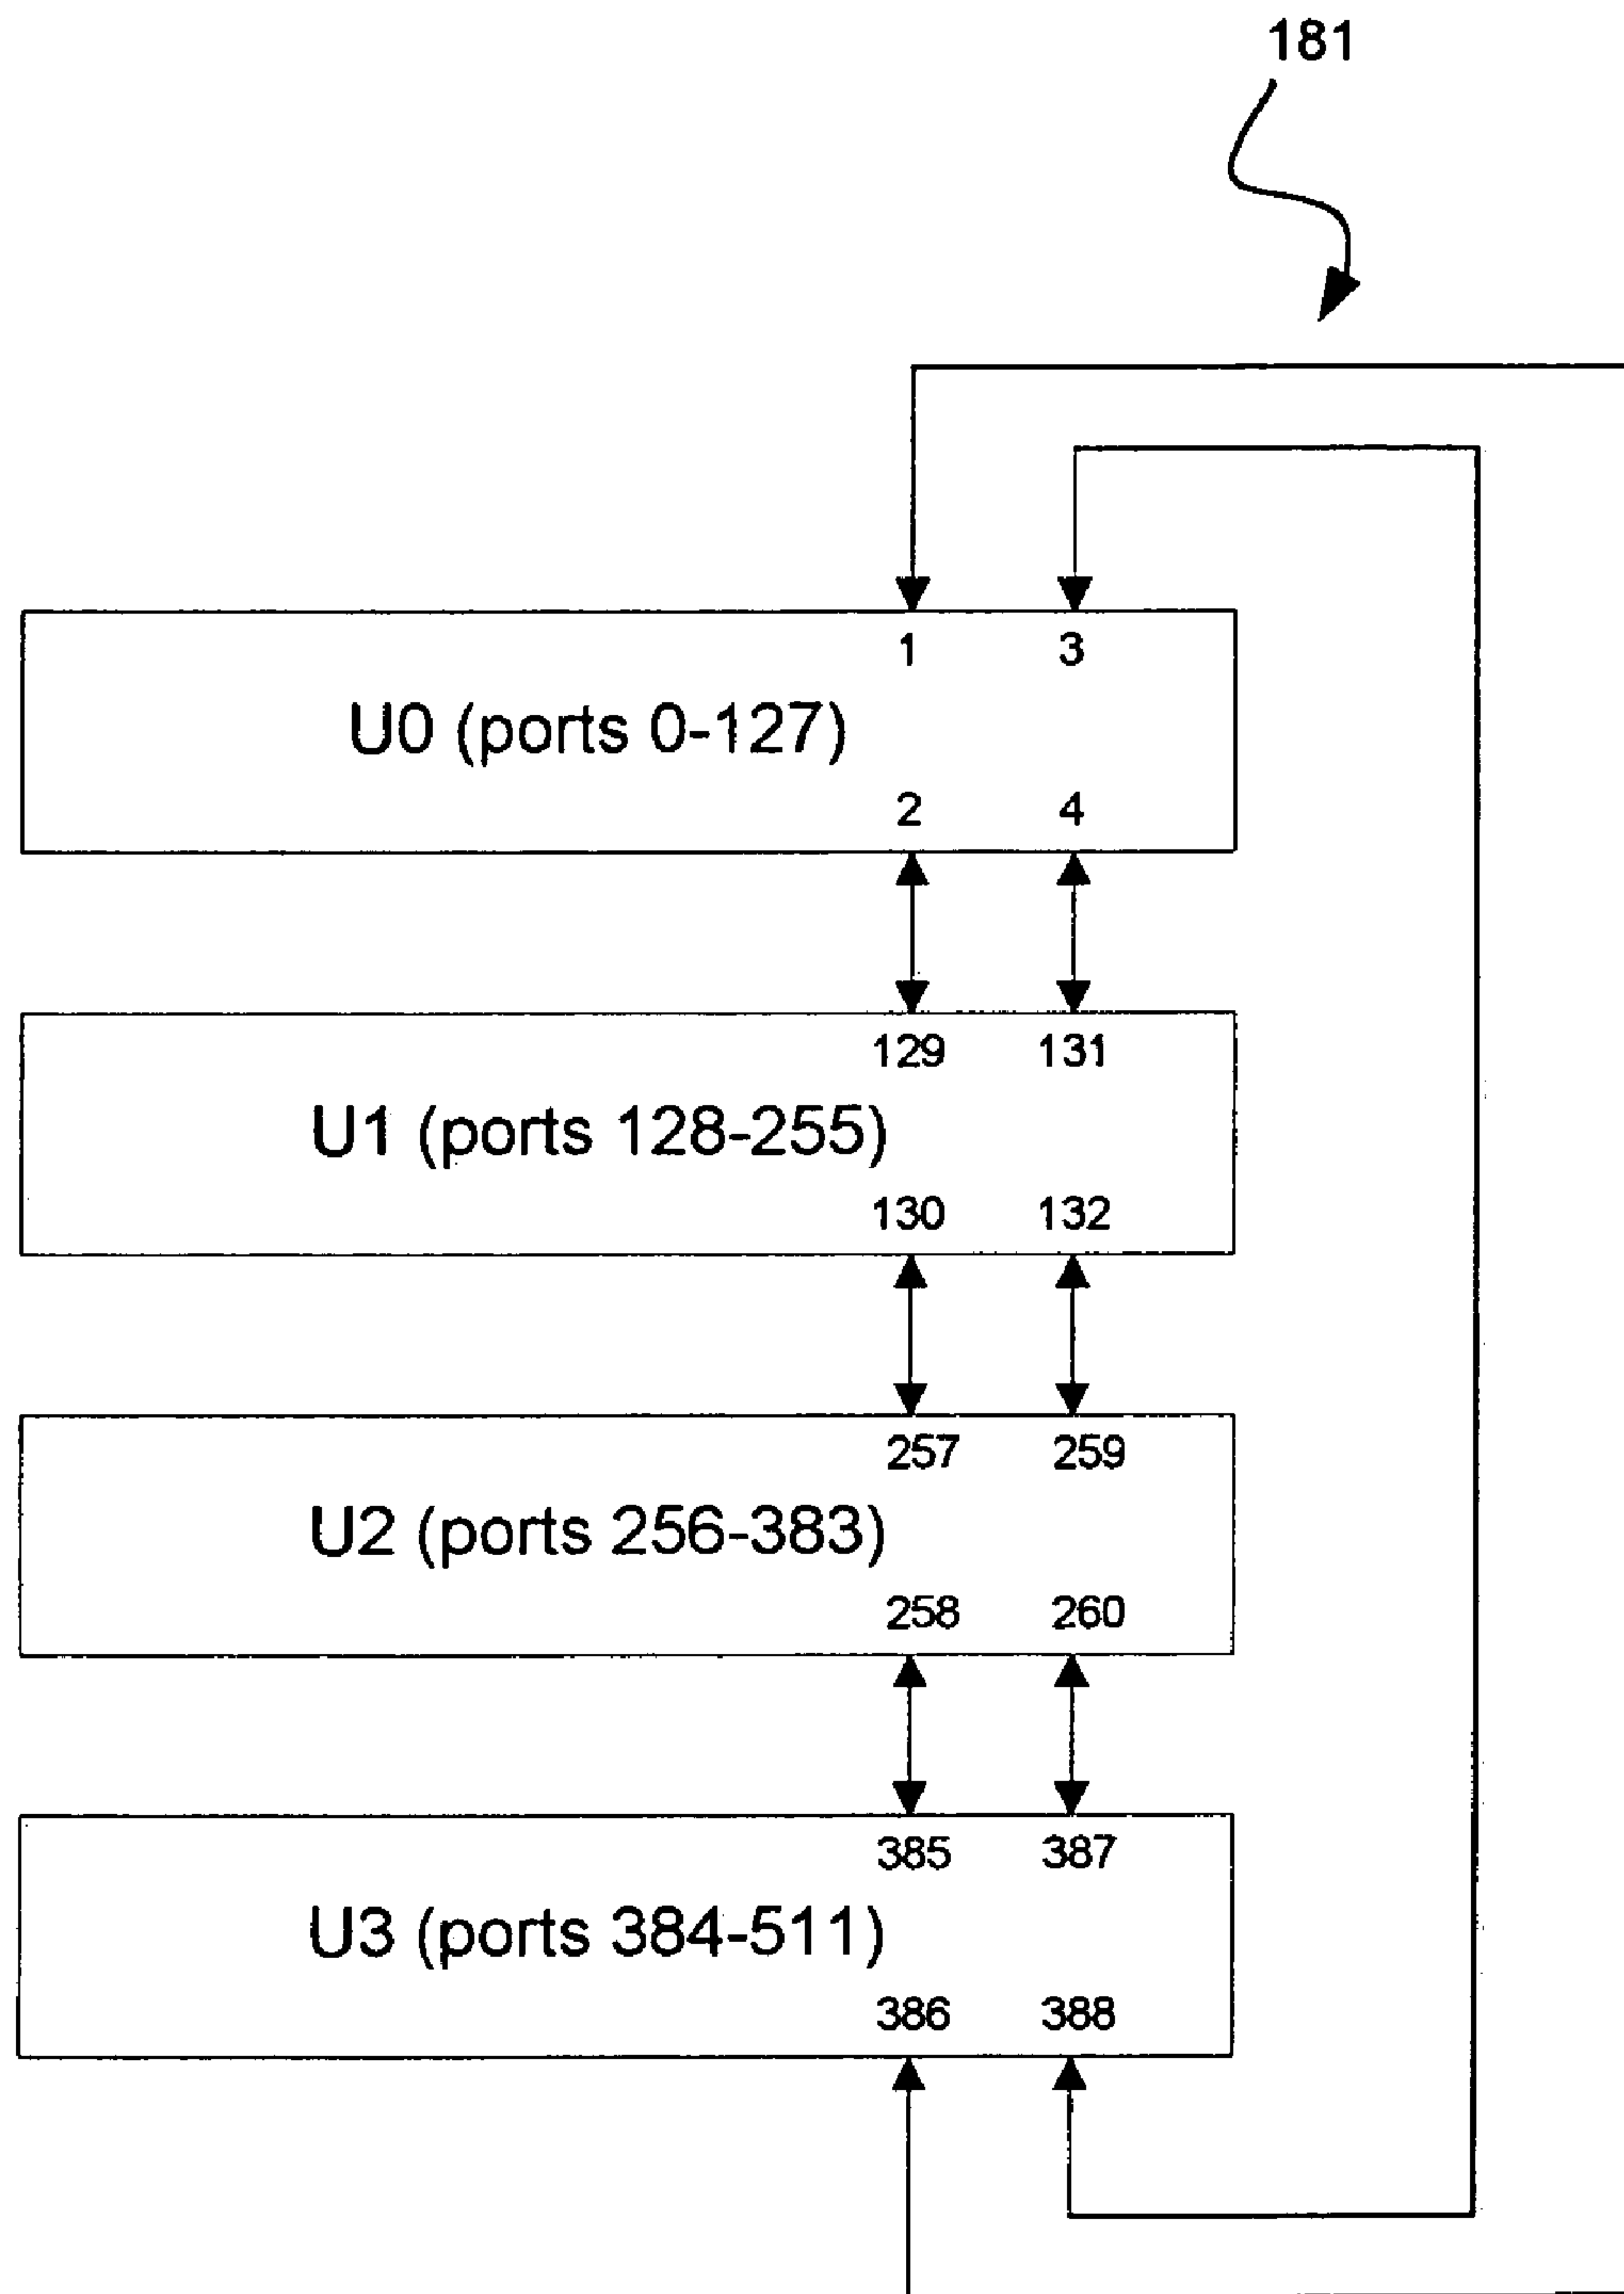 181
1 3
U0 (ports 0-127)
2 4
129 131
U1 (ports 128-255)
130 132
257 259
U2 (ports 256-383)
258 260
385 387
U3 (ports 384-511)
386 388